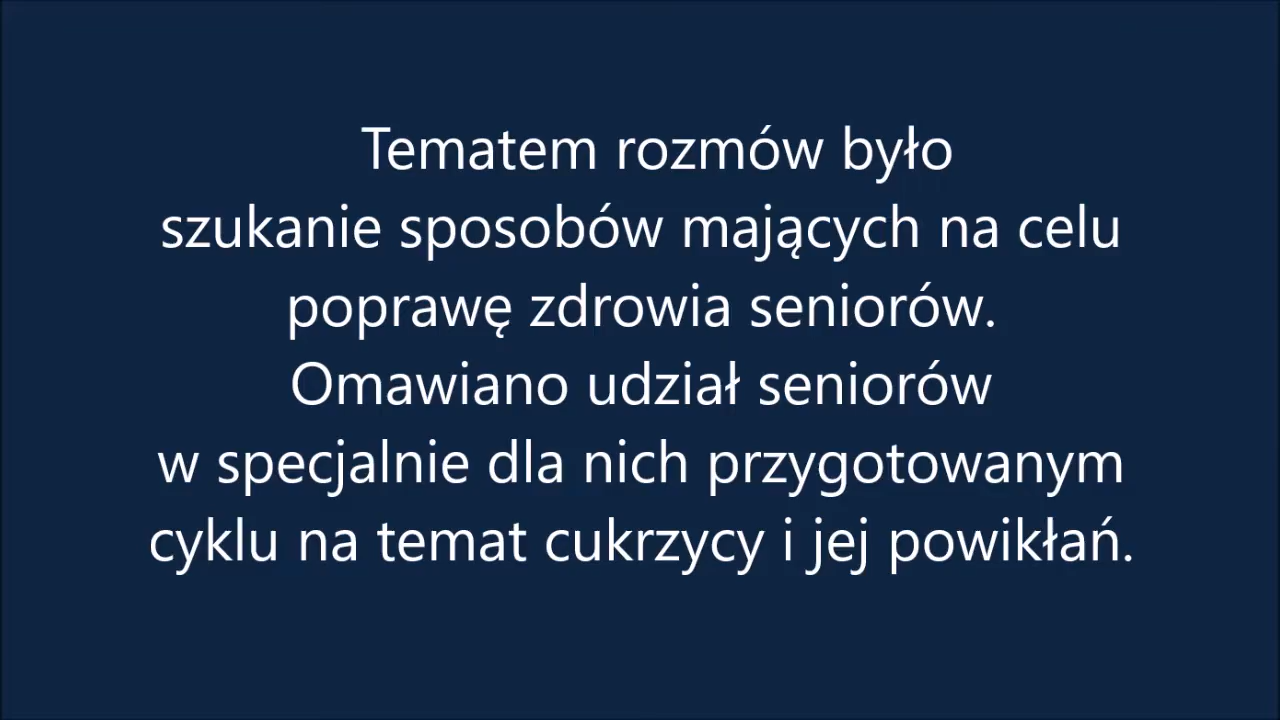 Tematem rozmów było
szukanie sposobów mających na celu
poprawę zdrowia seniorów.
Omawiano udział seniorów
w specjalnie dla nich przygotowanym
cyklu na temat cukrzycy i jej powikłań.